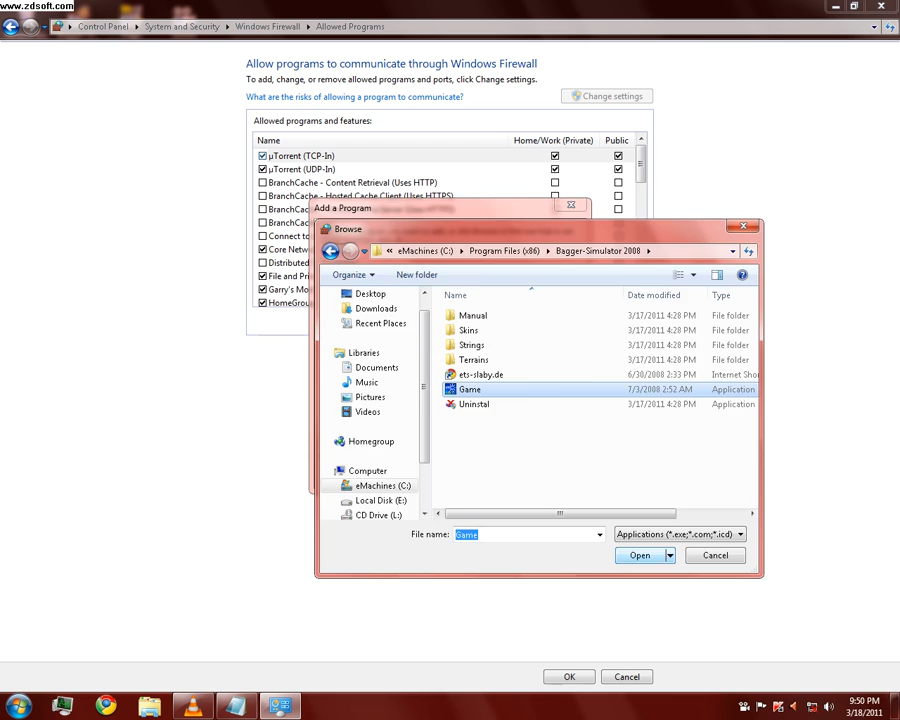 www.zdsoft.com
Control Panel ▸ System and Security ▸ Windows Firewall ▸ Allowed Programs
Allow programs to communicate through Windows Firewall
To add, change, or remove allowed programs and ports, click Change settings.
What are the risks of allowing a program to communicate?
Change settings
Allowed programs and features:
Name Home/Work (Private) Public
µTorrent (TCP-In)
µTorrent (UDP-In)
BranchCache - Content Retrieval (Uses HTTP)
BranchCache - Hosted Cache Client (Uses HTTPS)
BranchCac
BranchCac
Connect to
Core Netw
Distributed
File and Pri
Garry's Mo
HomeGrou
Add a Program
Browse
« eMachines (C:) ▸ Program Files (x86) ▸ Bagger-Simulator 2008 ▸
Organize New folder
Name Date modified Type
Desktop
Downloads
Recent Places
Libraries
Documents
Music
Pictures
Videos
Homegroup
Computer
eMachines (C:)
Local Disk (E:)
CD Drive (L:)
Manual 3/17/2011 4:28 PM File folder
Skins 3/17/2011 4:28 PM File folder
Strings 3/17/2011 4:28 PM File folder
Terrains 3/17/2011 4:28 PM File folder
ets-slaby.de 6/30/2008 2:33 PM Internet Sho
Game 7/3/2008 2:52 AM Application
Uninstal 3/17/2011 4:28 PM Application
File name: Game Applications (*.exe;*.com;*.icd)
Open Cancel
OK Cancel
9:50 PM
3/18/2011